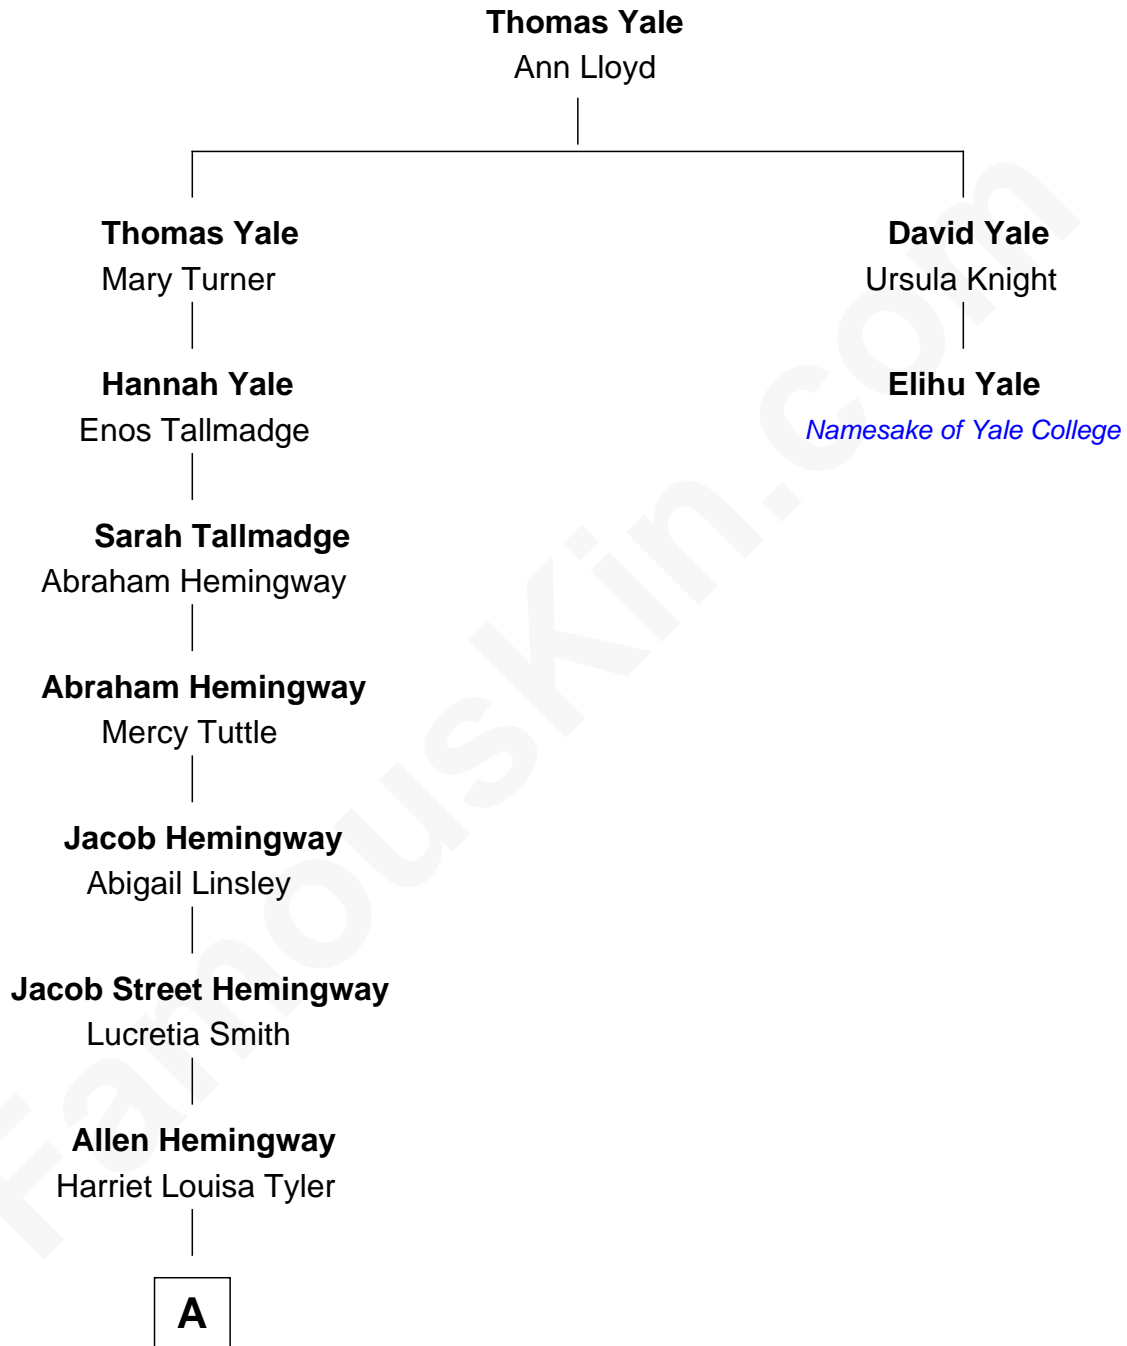 Thomas Yale
Ann Lloyd
Thomas Yale
Mary Turner
David Yale
Ursula Knight
Hannah Yale
Enos Tallmadge
Elihu Yale
Namesake of Yale College
Sarah Tallmadge
Abraham Hemingway
Abraham Hemingway
Mercy Tuttle
Jacob Hemingway
Abigail Linsley
Jacob Street Hemingway
Lucretia Smith
Allen Hemingway
Harriet Louisa Tyler
A
FamousKin.com